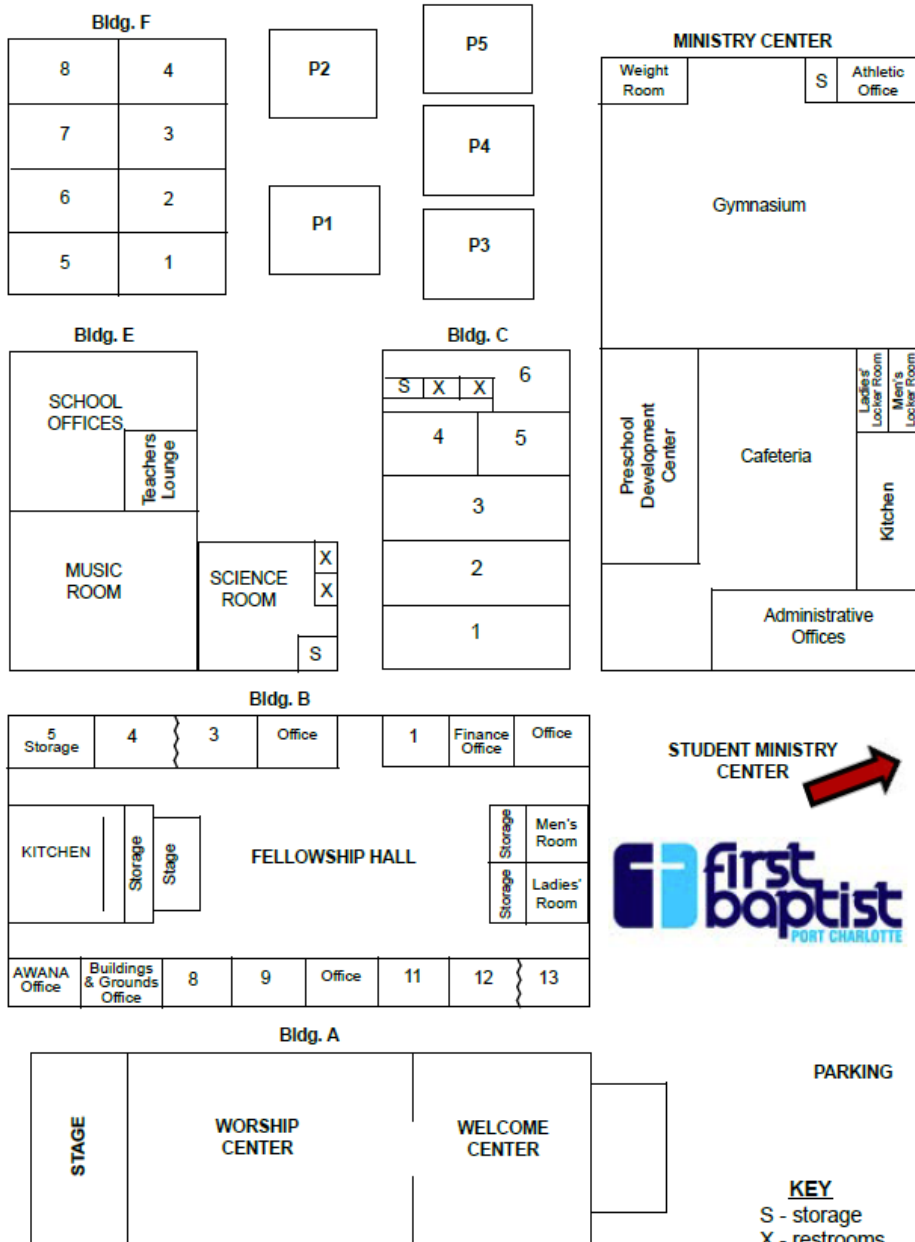 Bldg. F
8
4
7
3
6
2
5
1
P2
P1
P5
P4
P3
MINISTRY CENTER
Weight
Room
S
Athletic
Office
Gymnasium
Preschool
Development
Center
Cafeteria
Ladies'
Locker Room
Men's
Locker Room
Kitchen
Administrative
Offices
Bldg. E
SCHOOL
OFFICES
Teachers
Lounge
MUSIC
ROOM
SCIENCE
ROOM
X
X
S
Bldg. C
S
X
X
6
4
5
3
2
1
Bldg. B
5
Storage
4
3
Office
1
Finance
Office
Office
KITCHEN
Storage
Stage
FELLOWSHIP HALL
Storage
Men's
Room
Storage
Ladies'
Room
AWANA
Office
Buildings
& Grounds
Office
8
9
Office
11
12
13
STUDENT MINISTRY
CENTER
first
baptist
PORT CHARLOTTE
Bldg. A
STAGE
WORSHIP
CENTER
WELCOME
CENTER
PARKING
KEY
S - storage
X - restrooms